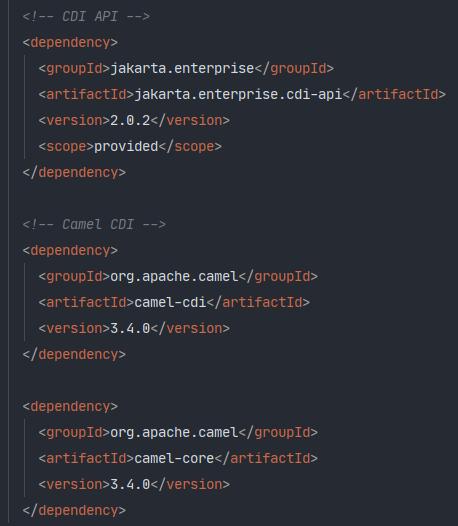 <!-- CDI API -->
<dependency>
<groupId>jakarta.enterprise</groupId>
<artifactId>jakarta.enterprise.cdi-api</artifactId>
<version>2.0.2</version>
<scope>provided</scope>
</dependency>
<!-- Camel CDI -->
<dependency>
<groupId>org.apache.camel</groupId>
<artifactId>camel-cdi</artifactId>
<version>3.4.0</version>
</dependency>
<dependency>
<groupId>org.apache.camel</groupId>
<artifactId>camel-core</artifactId>
<version>3.4.0</version>
</dependency>